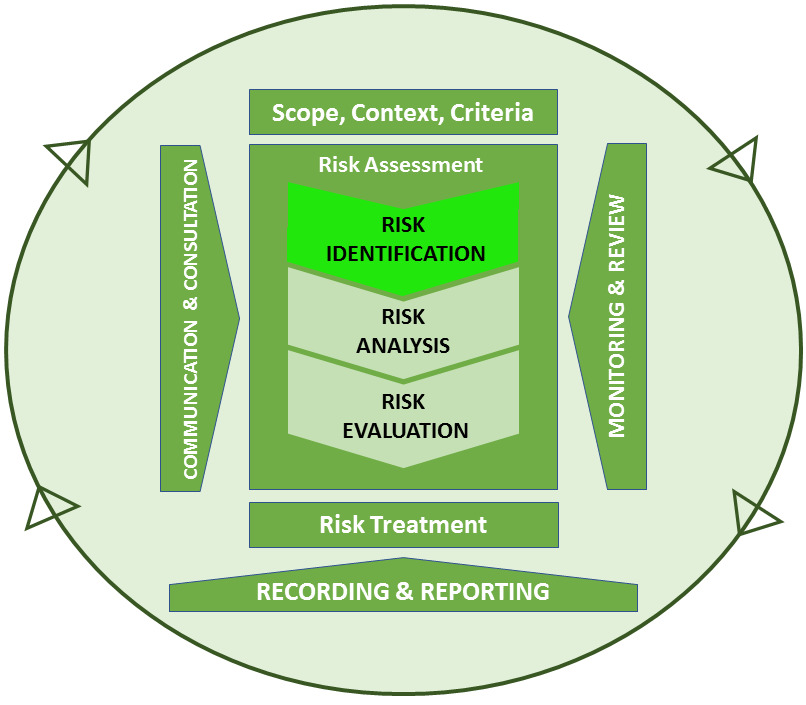 Scope, Context, Criteria
Risk Assessment
RISK
IDENTIFICATION
RISK
ANALYSIS
RISK
EVALUATION
COMMUNICATION & CONSULTATION
MONITORING & REVIEW
Risk Treatment
RECORDING & REPORTING